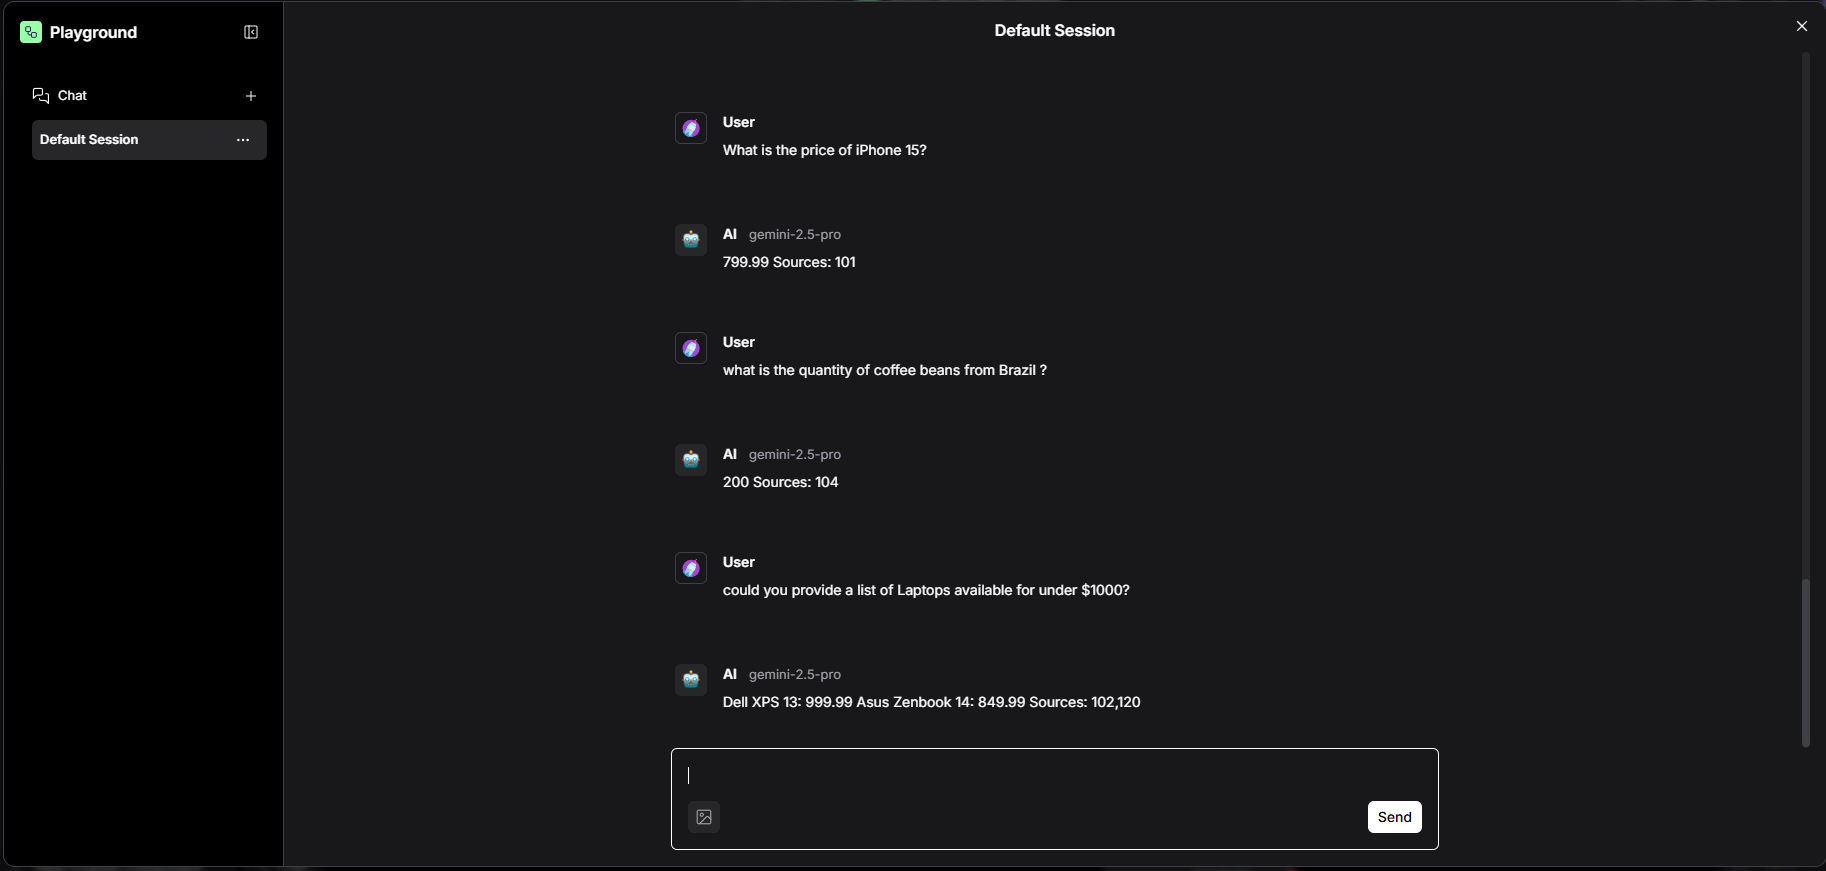 Playground
Default Session
Chat
Default Session
User
What is the price of iPhone 15?
AI gemini-2.5-pro
799.99 Sources: 101
User
what is the quantity of coffee beans from Brazil ?
AI gemini-2.5-pro
200 Sources: 104
User
could you provide a list of Laptops available for under $1000?
AI gemini-2.5-pro
Dell XPS 13: 999.99 Asus Zenbook 14: 849.99 Sources: 102,120
Send